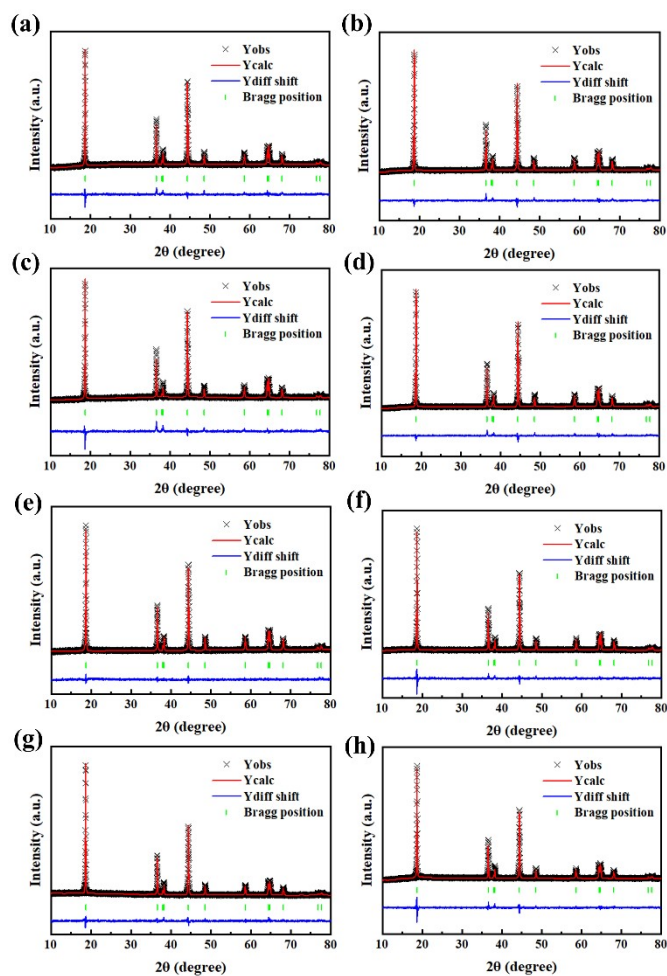 (a)
Intensity (a.u.)
× Yobs
Ycalc
Ydiff shift
Bragg position
10 20 30 40 50 60 70 80
2θ (degree)
(b)
Intensity (a.u.)
× Yobs
Ycalc
Ydiff shift
Bragg position
10 20 30 40 50 60 70 80
2θ (degree)
(c)
Intensity (a.u.)
× Yobs
Ycalc
Ydiff shift
Bragg position
10 20 30 40 50 60 70 80
2θ (degree)
(d)
Intensity (a.u.)
× Yobs
Ycalc
Ydiff shift
Bragg position
10 20 30 40 50 60 70 80
2θ (degree)
(e)
Intensity (a.u.)
× Yobs
Ycalc
Ydiff shift
Bragg position
10 20 30 40 50 60 70 80
2θ (degree)
(f)
Intensity (a.u.)
× Yobs
Ycalc
Ydiff shift
Bragg position
10 20 30 40 50 60 70 80
2θ (degree)
(g)
Intensity (a.u.)
× Yobs
Ycalc
Ydiff shift
Bragg position
10 20 30 40 50 60 70 80
2θ (degree)
(h)
Intensity (a.u.)
× Yobs
Ycalc
Ydiff shift
Bragg position
10 20 30 40 50 60 70 80
2θ (degree)